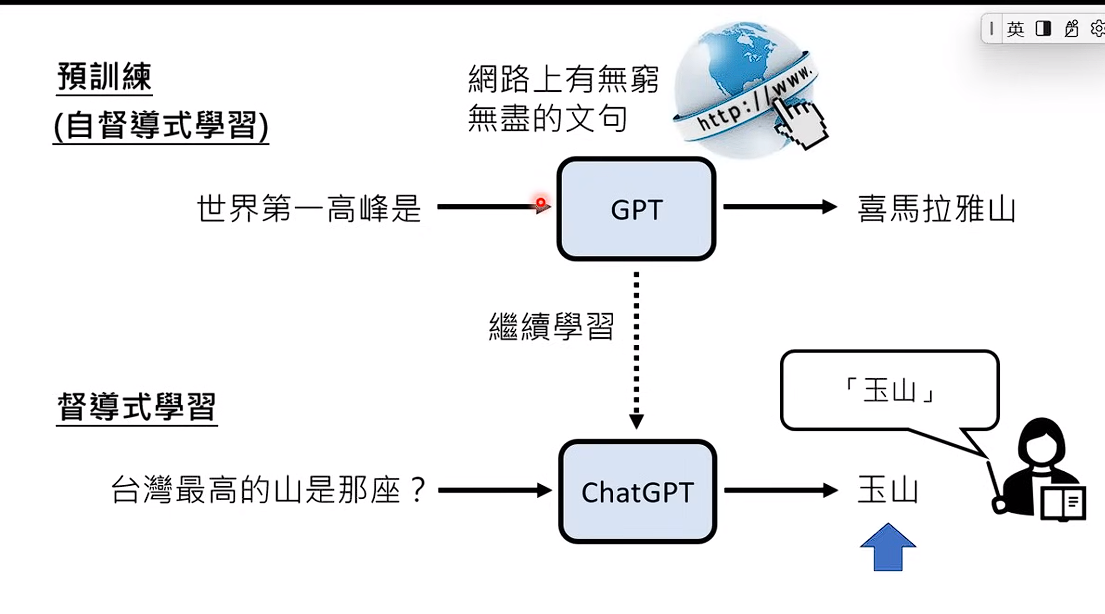 英
預訓練
(自督導式學習)
網路上有無窮
無盡的文句
http://www.
世界第一高峰是
GPT
喜馬拉雅山
繼續學習
督導式學習
「玉山」
台灣最高的山是那座？
ChatGPT
玉山